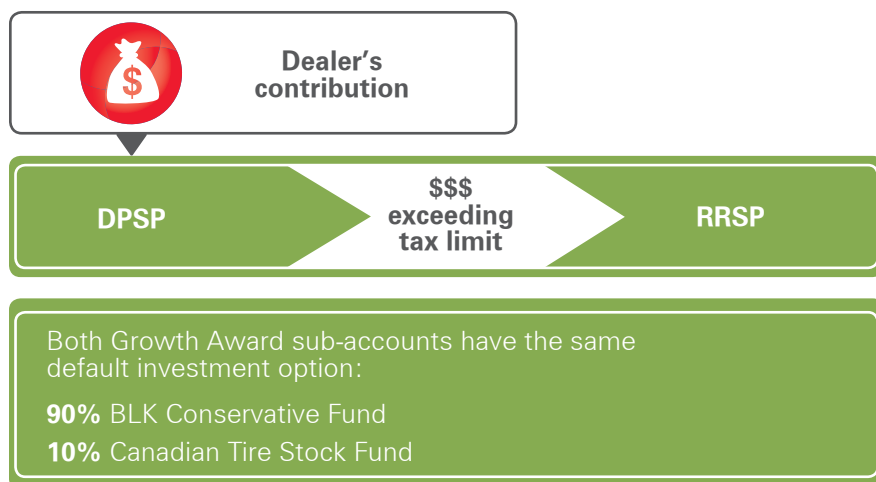 $
Dealer's
contribution
DPSP
$$$
exceeding
tax limit
RRSP
Both Growth Award sub-accounts have the same
default investment option:
90% BLK Conservative Fund
10% Canadian Tire Stock Fund